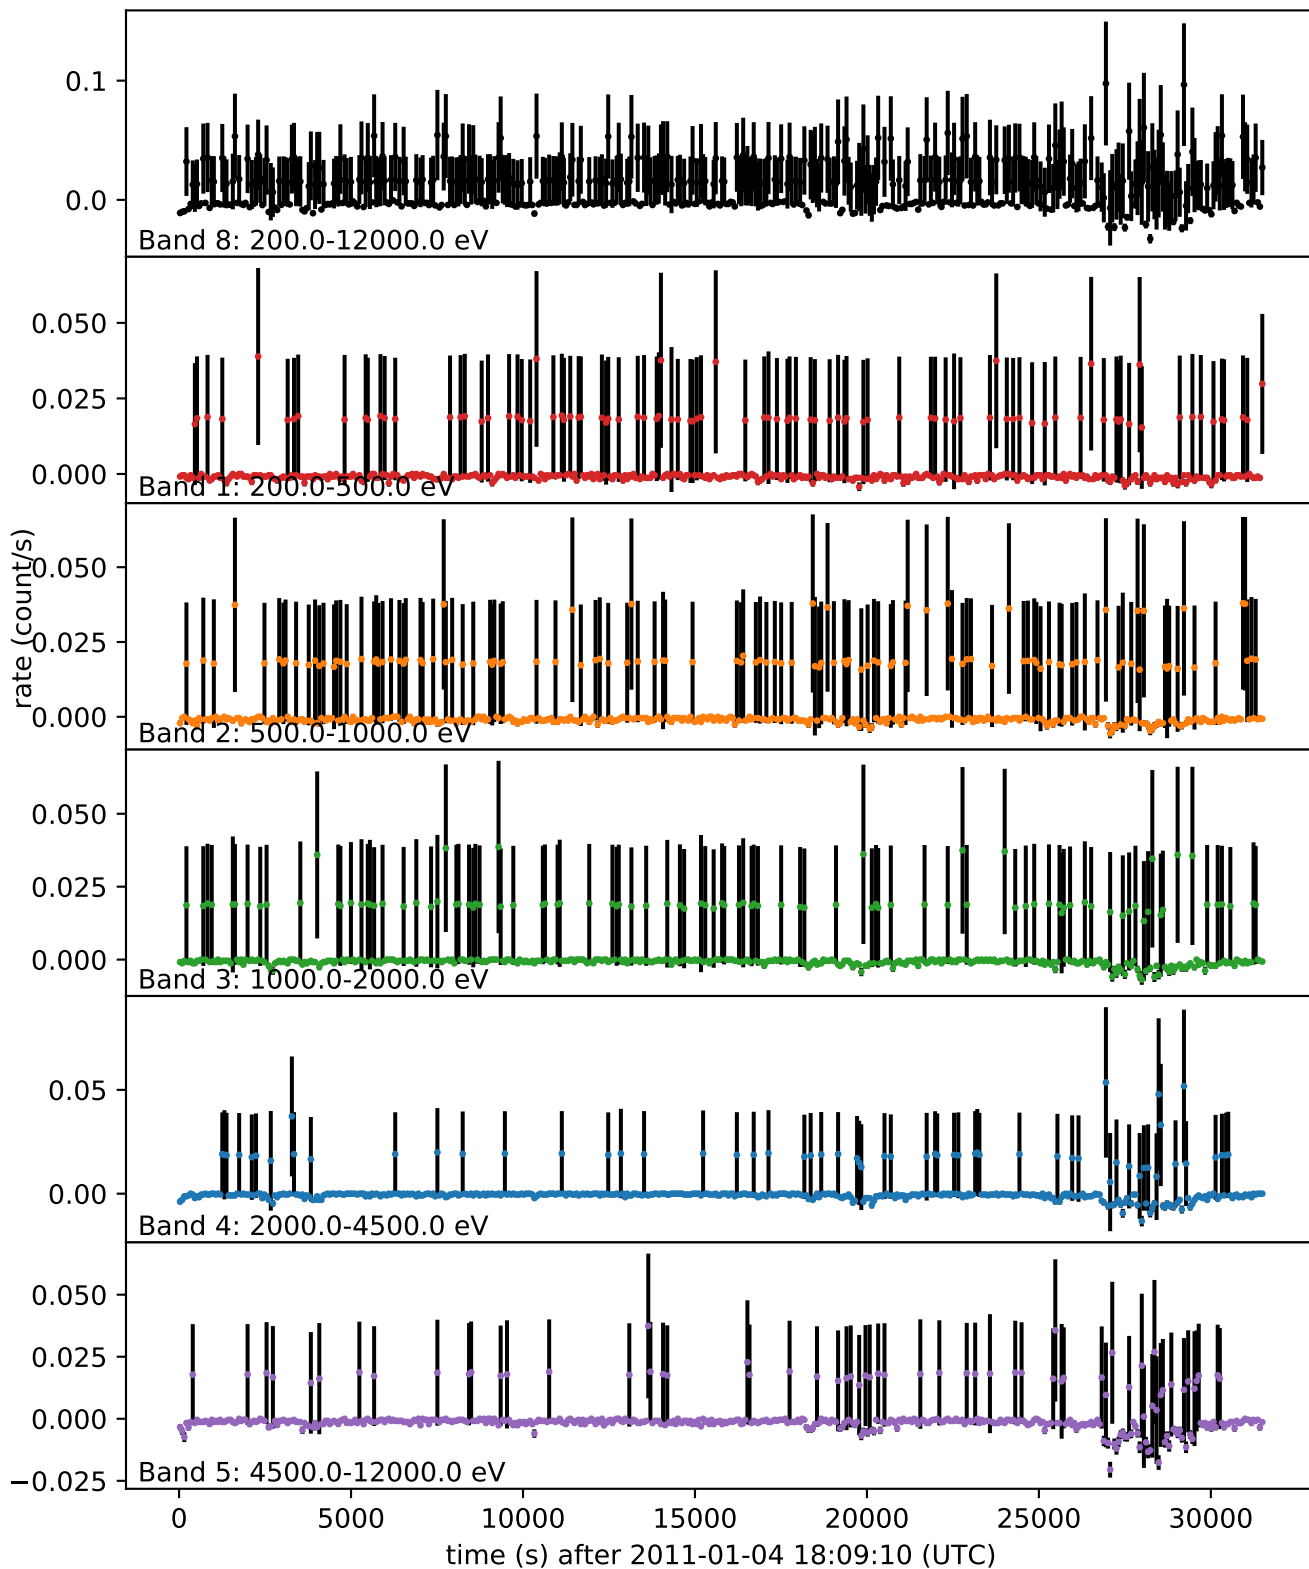 0.1
0.0
Band 8: 200.0-12000.0 eV
0.050
0.025
0.000
Band 1: 200.0-500.0 eV
rate (count/s)
0.050
0.025
0.000
Band 2: 500.0-1000.0 eV
0.050
0.025
0.000
Band 3: 1000.0-2000.0 eV
0.05
0.00
Band 4: 2000.0-4500.0 eV
0.050
0.025
0.000
−0.025
Band 5: 4500.0-12000.0 eV
0 5000 10000 15000 20000 25000 30000
time (s) after 2011-01-04 18:09:10 (UTC)